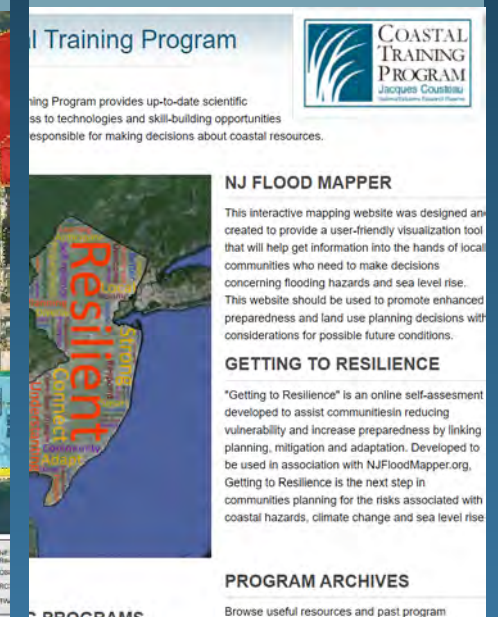 l Training Program
COASTAL
TRAINING
PROGRAM
Jacques Cousteau
ning Program provides up-to-date scientific
ss to technologies and skill-building opportunities
esponsible for making decisions about coastal resources.
Resilient
Strong
Connect
Community
Adapt
Understanding
NJ FLOOD MAPPER
This interactive mapping website was designed an
created to provide a user-friendly visualization tool
that will help get information into the hands of local
communities who need to make decisions
concerning flooding hazards and sea level rise.
This website should be used to promote enhanced
preparedness and land use planning decisions with
considerations for possible future conditions.
GETTING TO RESILIENCE
"Getting to Resilience" is an online self-assesment
developed to assist communitiesin reducing
vulnerability and increase preparedness by linking
planning, mitigation and adaptation. Developed to
be used in association with NJFloodMapper.org,
Getting to Resilience is the next step in
communities planning for the risks associated with
coastal hazards, climate change and sea level rise
PROGRAM ARCHIVES
Browse useful resources and past program
PROGRAMS